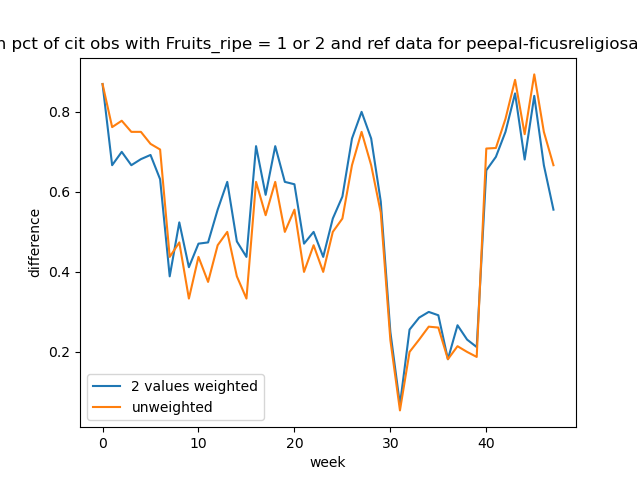 pct of cit obs with Fruits_ripe = 1 or 2 and ref data for peepal-ficusreligiosa
difference
0.8
0.6
0.4
0.2
2 values weighted
unweighted
0 10 20 30 40
week